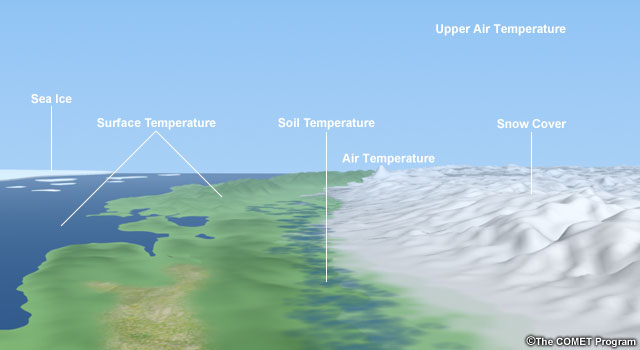 Upper Air Temperature
Sea Ice
Surface Temperature
Soil Temperature
Snow Cover
Air Temperature
©The COMET Program